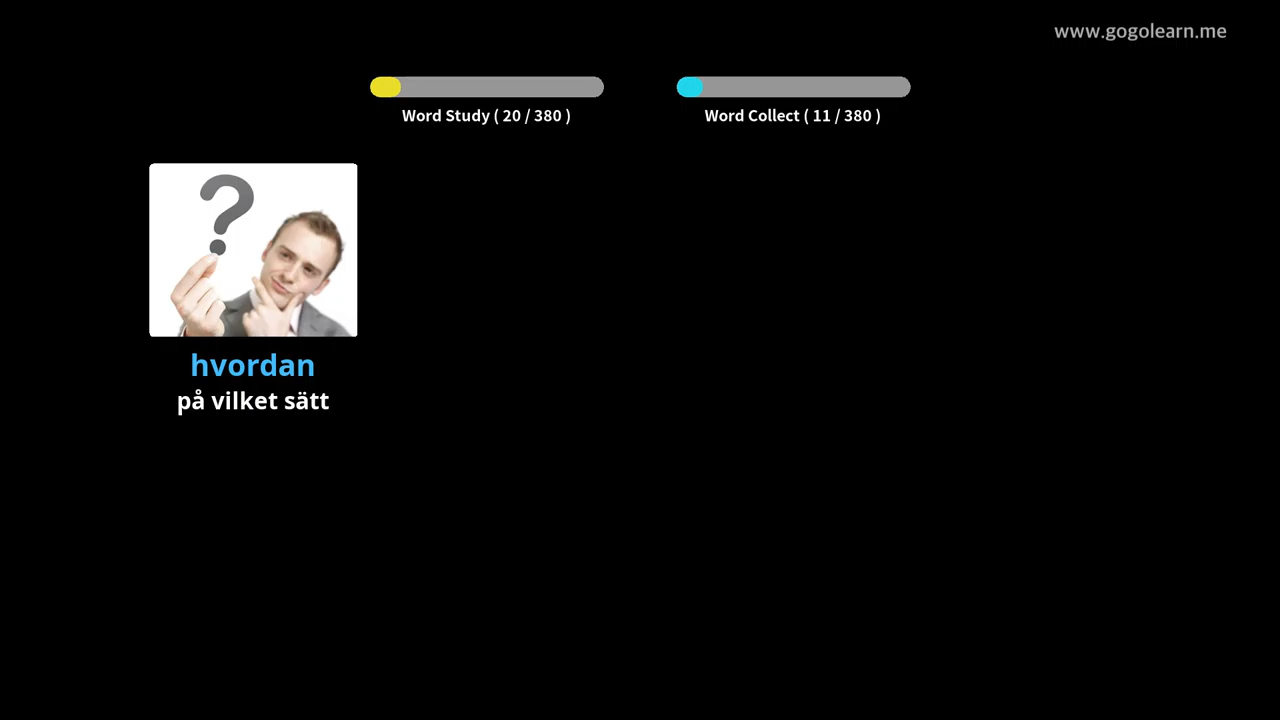 www.gogolearn.me
Word Study ( 20 / 380 )
Word Collect ( 11 / 380 )
hvordan
på vilket sätt